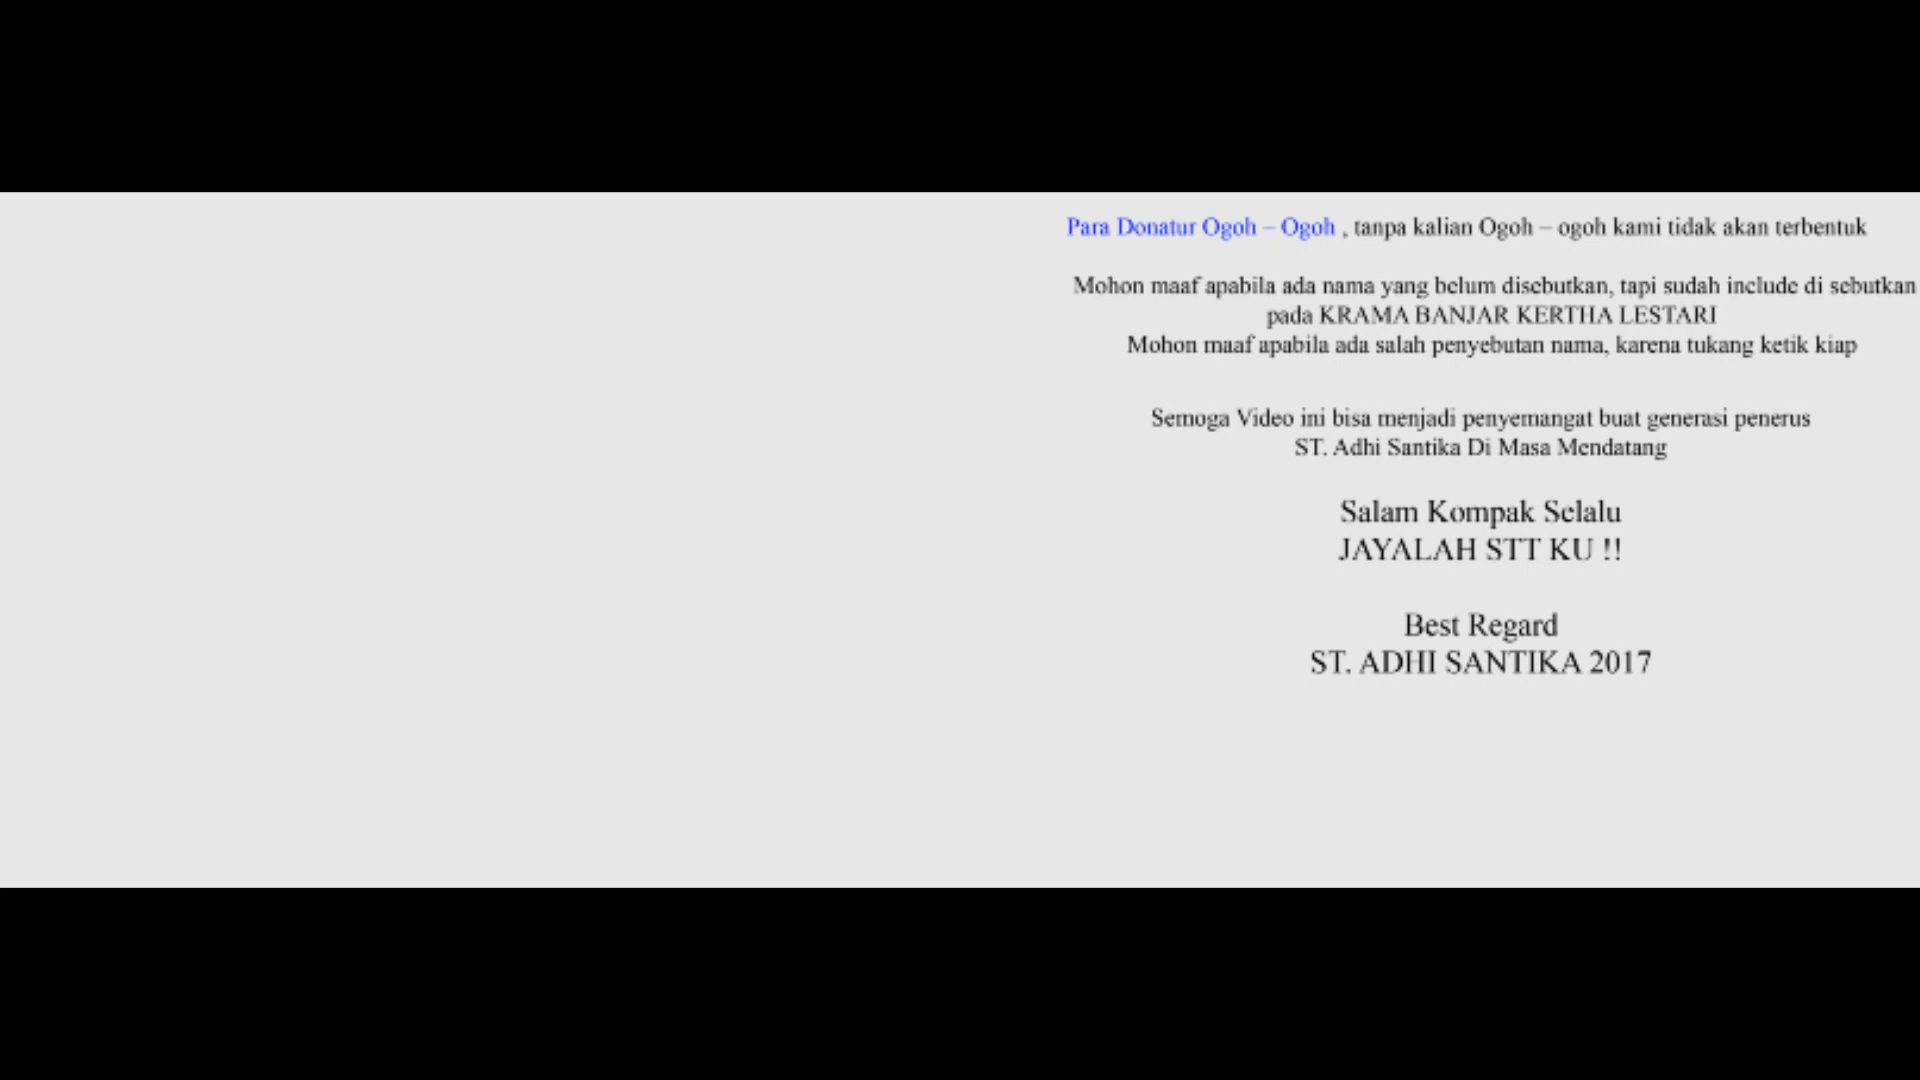 Para Donatur Ogoh – Ogoh , tanpa kalian Ogoh – ogoh kami tidak akan terbentuk
Mohon maaf apabila ada nama yang belum disebutkan, tapi sudah include di sebutkan
pada KRAMA BANJAR KERTHA LESTARI
Mohon maaf apabila ada salah penyebutan nama, karena tukang ketik kiap
Semoga Video ini bisa menjadi penyemangat buat generasi penerus
ST. Adhi Santika Di Masa Mendatang
Salam Kompak Selalu
JAYALAH STT KU !!
Best Regard
ST. ADHI SANTIKA 2017